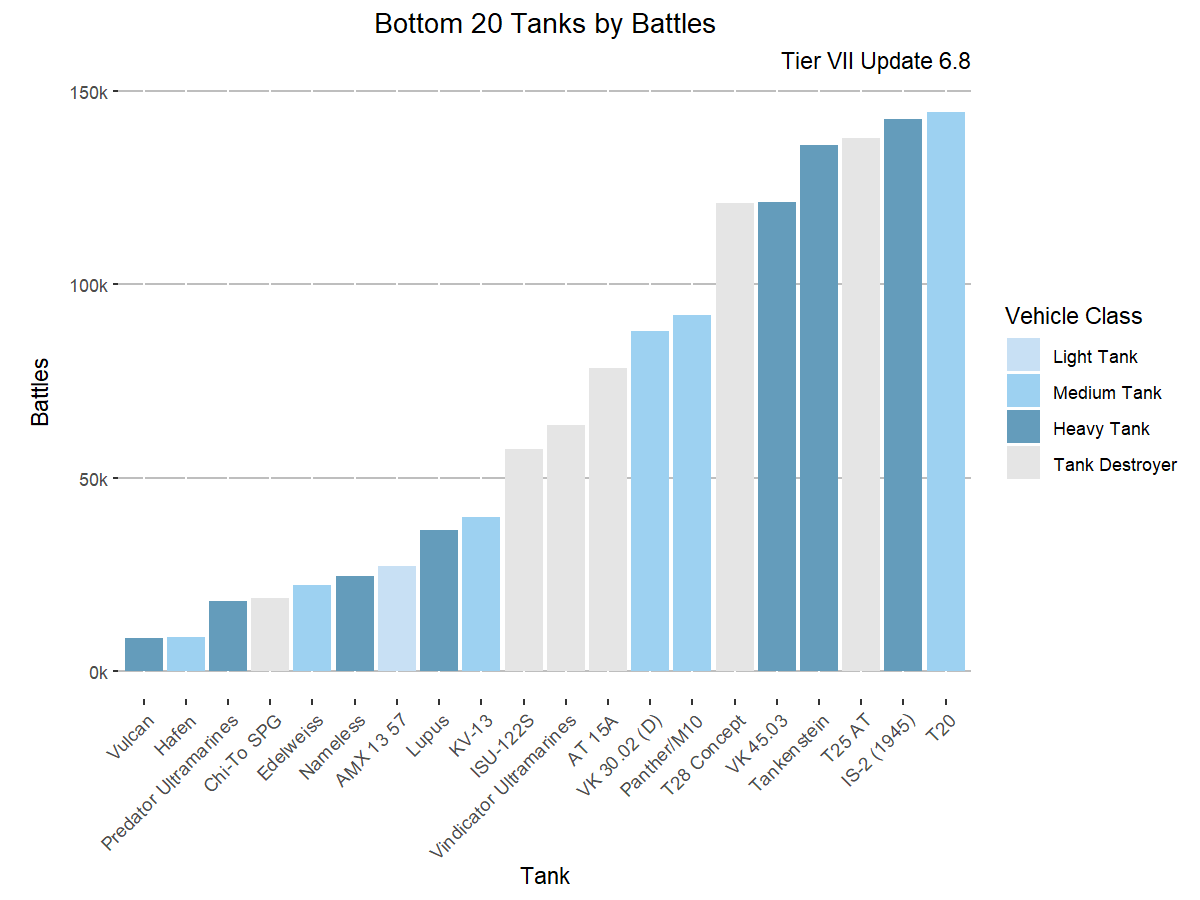 Bottom 20 Tanks by Battles
Tier VII Update 6.8
150k
100k
50k
0k
Battles
Vulcan
Hafen
Predator Ultramarines
Chi-To SPG
Edelweiss
Nameless
AMX 13 57
Lupus
KV-13
ISU-122S
Vindicator Ultramarines
AT 15A
VK 30.02 (D)
Panther/M10
T28 Concept
VK 45.03
Tankenstein
T25 AT
IS-2 (1945)
T20
Tank
Vehicle Class
Light Tank
Medium Tank
Heavy Tank
Tank Destroyer